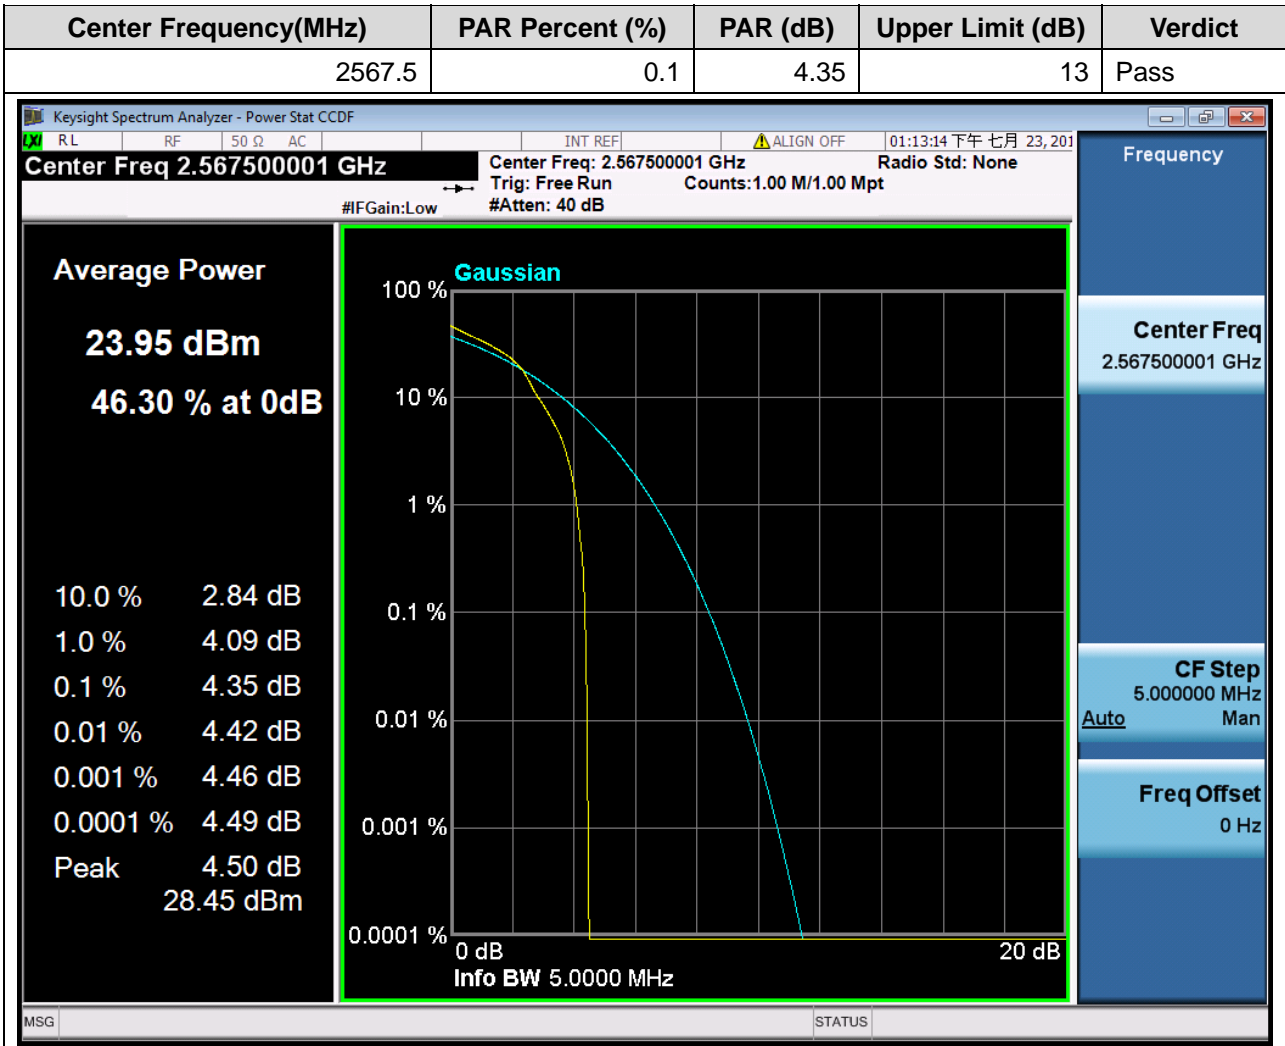 Center Frequency(MHz) PAR Percent (%) PAR (dB) Upper Limit (dB) Verdict
2567.5 0.1 4.35 13 Pass
Keysight Spectrum Analyzer - Power Stat CCDF
LXI RL RF 50 Ω AC INT REF ALIGN OFF 01:13:14 下午 七月 23, 201
Center Freq 2.567500001 GHz
Center Freq: 2.567500001 GHz Radio Std: None
Trig: Free Run Counts:1.00 M/1.00 Mpt
#IFGain:Low #Atten: 40 dB
Frequency
Average Power
23.95 dBm
46.30 % at 0dB
10.0 % 2.84 dB
1.0 % 4.09 dB
0.1 % 4.35 dB
0.01 % 4.42 dB
0.001 % 4.46 dB
0.0001 % 4.49 dB
Peak 4.50 dB
28.45 dBm
Gaussian
100 %
10 %
1 %
0.1 %
0.01 %
0.001 %
0.0001 %
0 dB 20 dB
Info BW 5.0000 MHz
Center Freq
2.567500001 GHz
CF Step
5.000000 MHz
Auto Man
Freq Offset
0 Hz
MSG STATUS